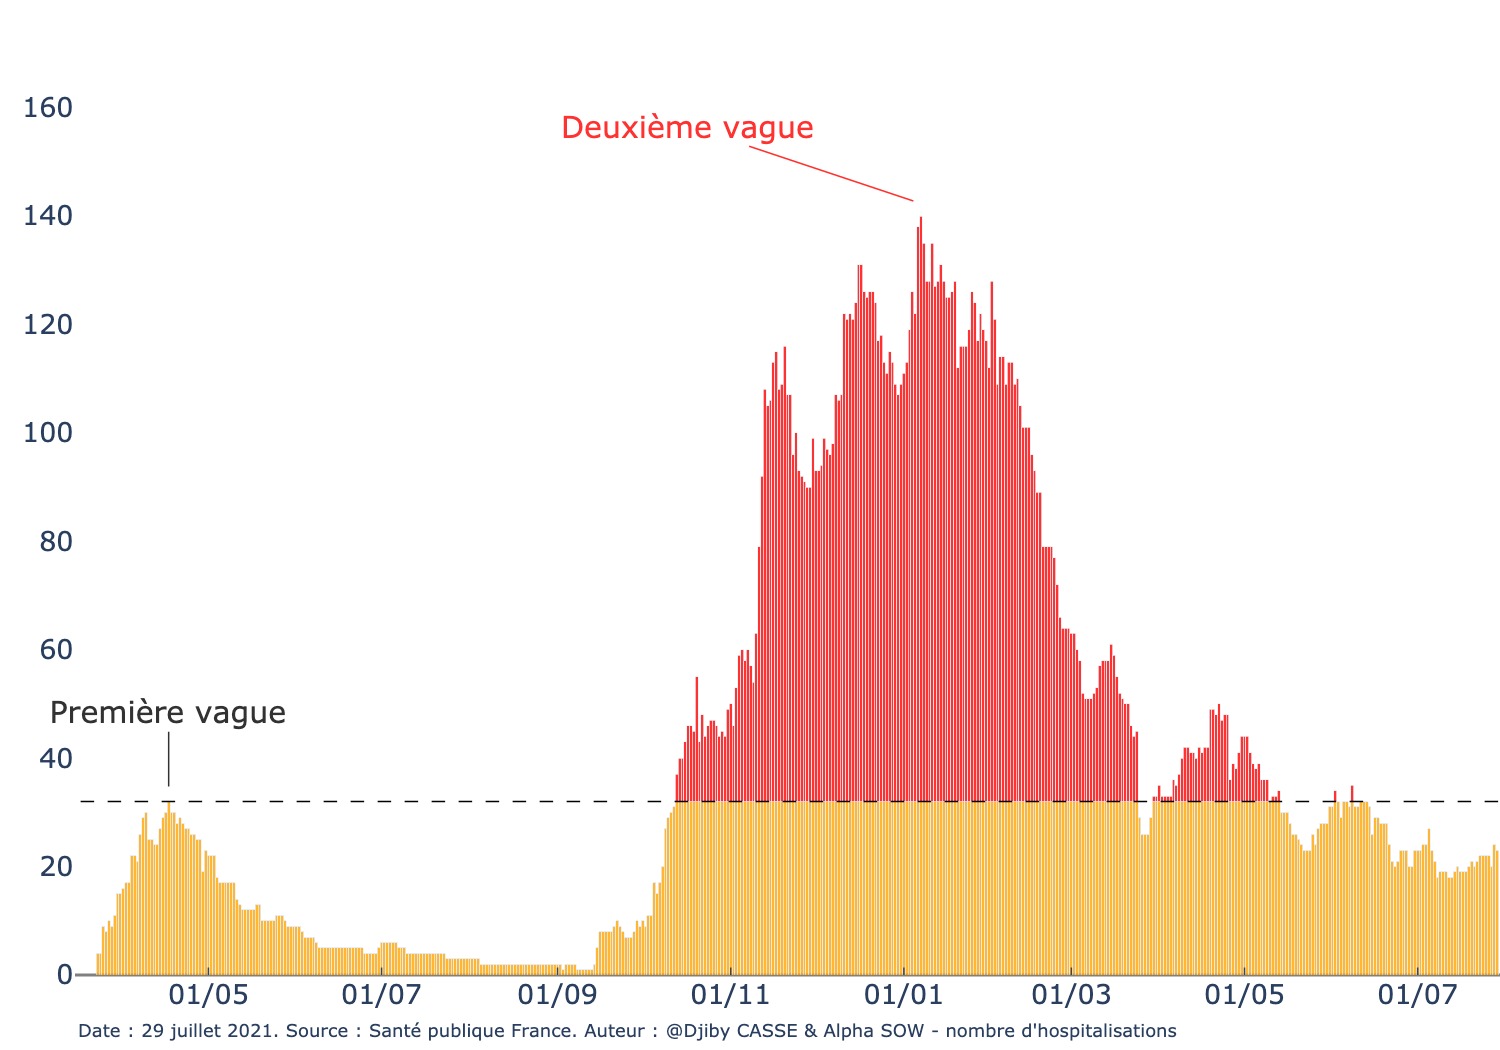 160
Deuxième vague
140
120
100
80
60
Première vague
40
20
0
01/05 01/07 01/09 01/11 01/01 01/03 01/05 01/07
Date : 29 juillet 2021. Source : Santé publique France. Auteur : @Djiby CASSE & Alpha SOW - nombre d'hospitalisations